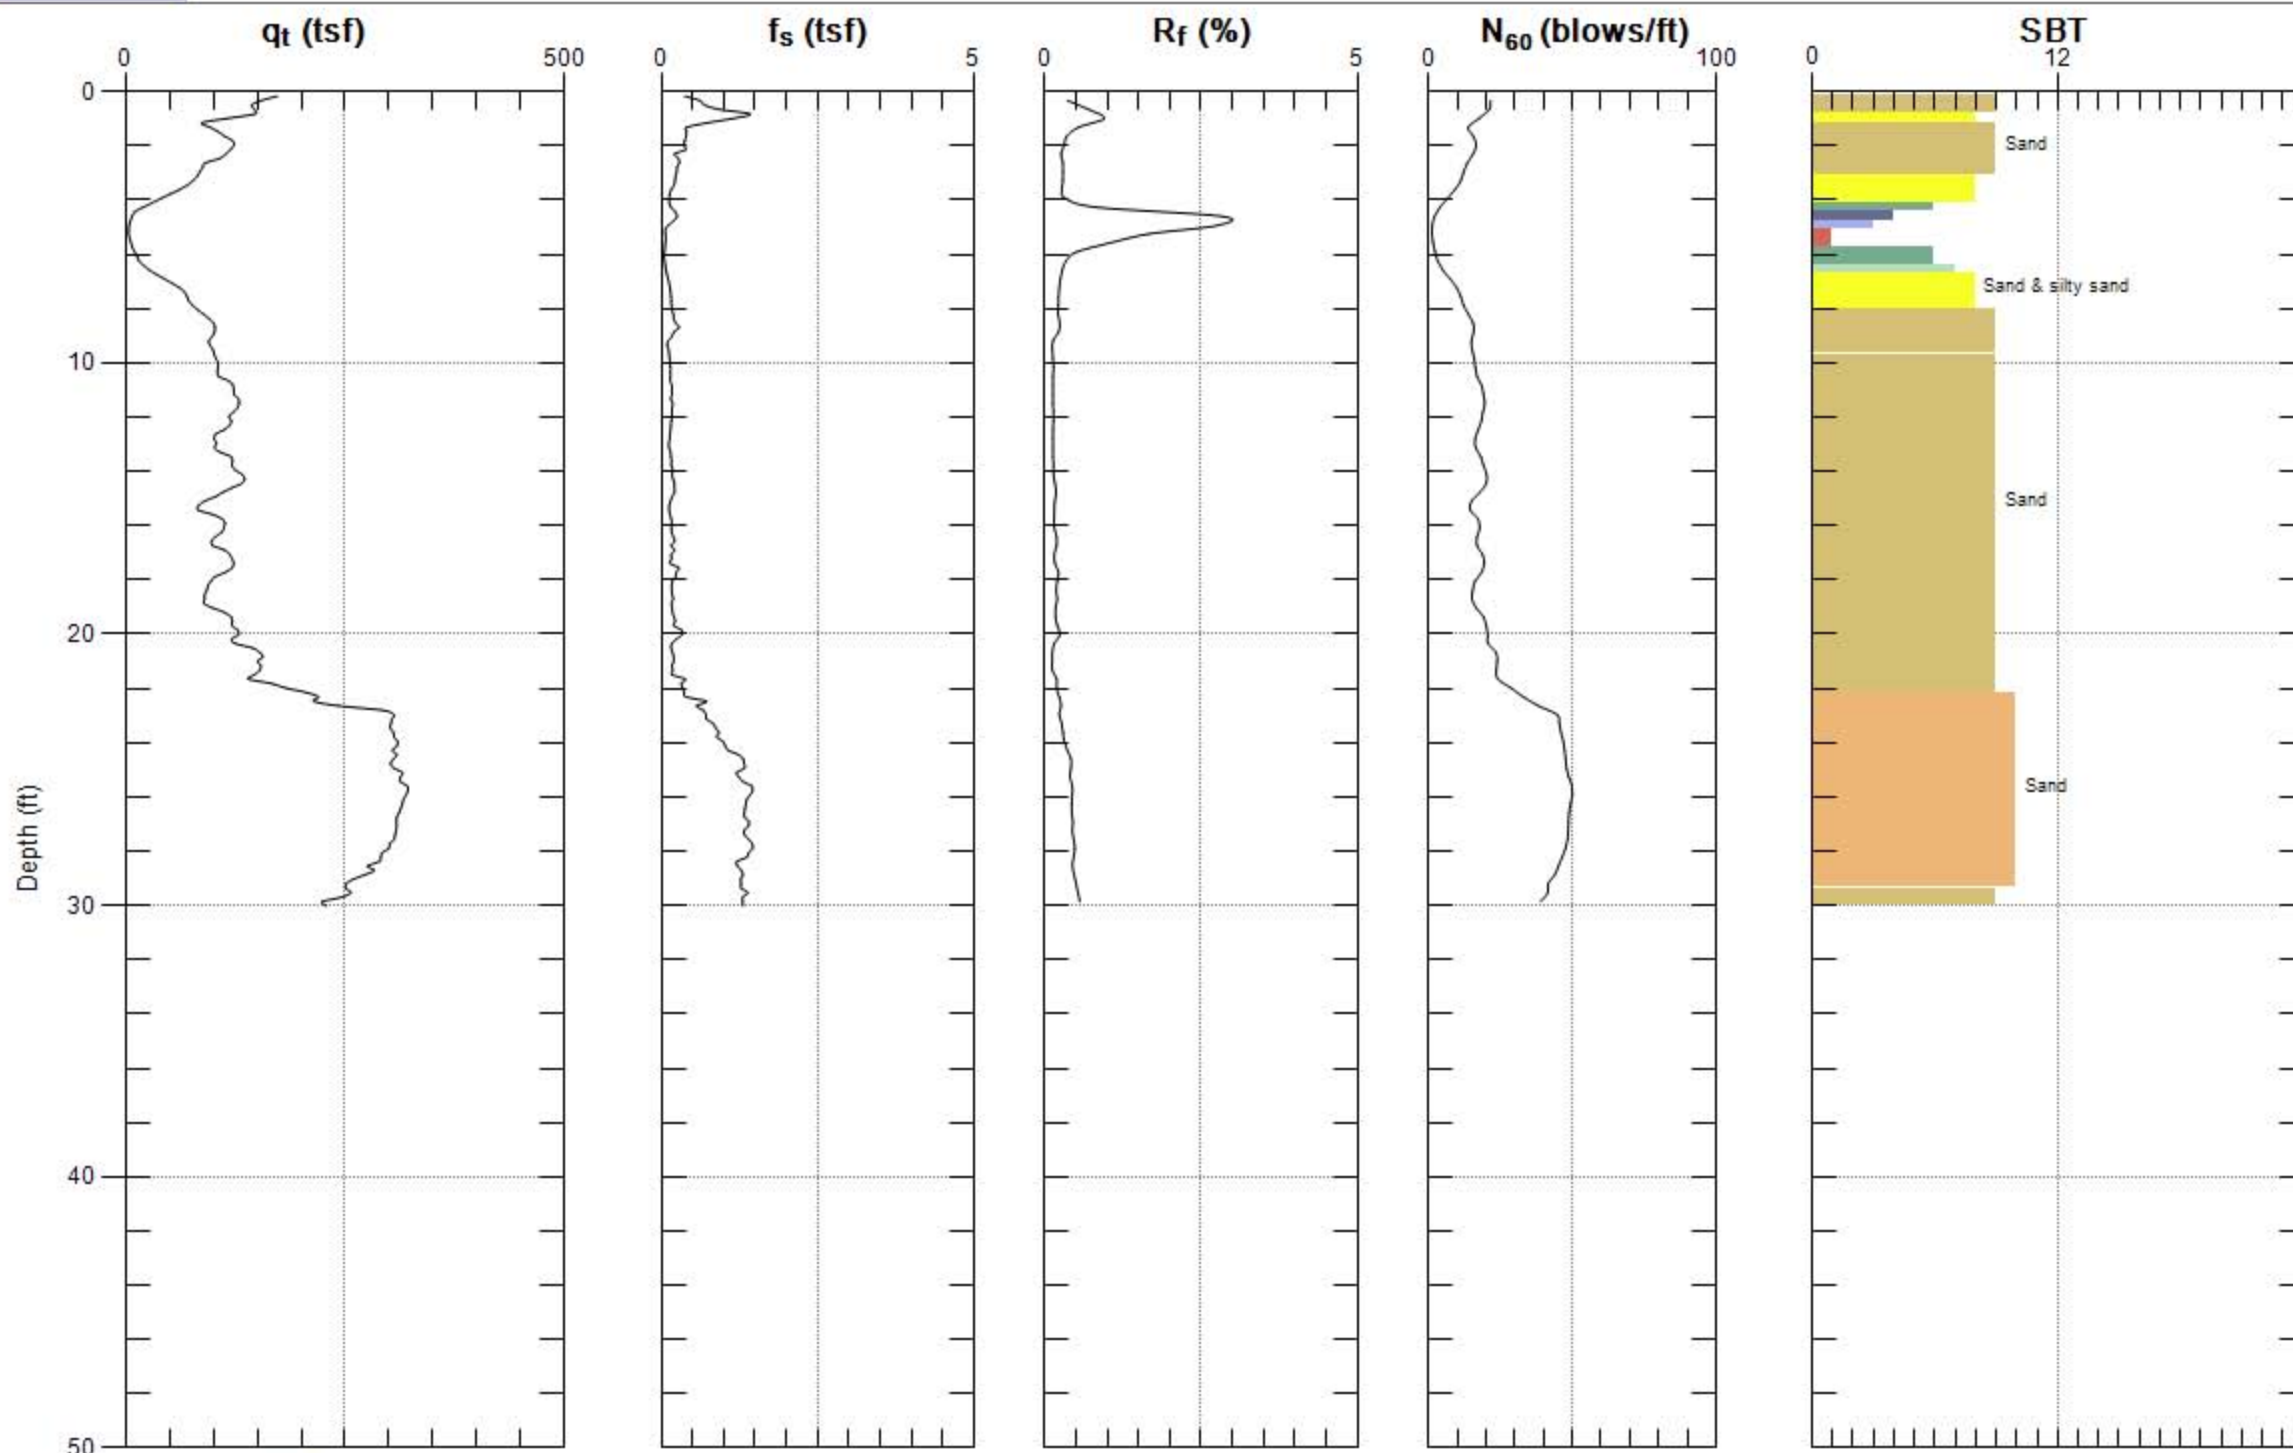 qt (tsf) fs (tsf) Rf (%) N60 (blows/ft) SBT
0 500 0 5 0 5 0 100 0 12
0
Sand
Sand & silty sand
10
Sand
20
Sand
Depth (ft)
30
40
50